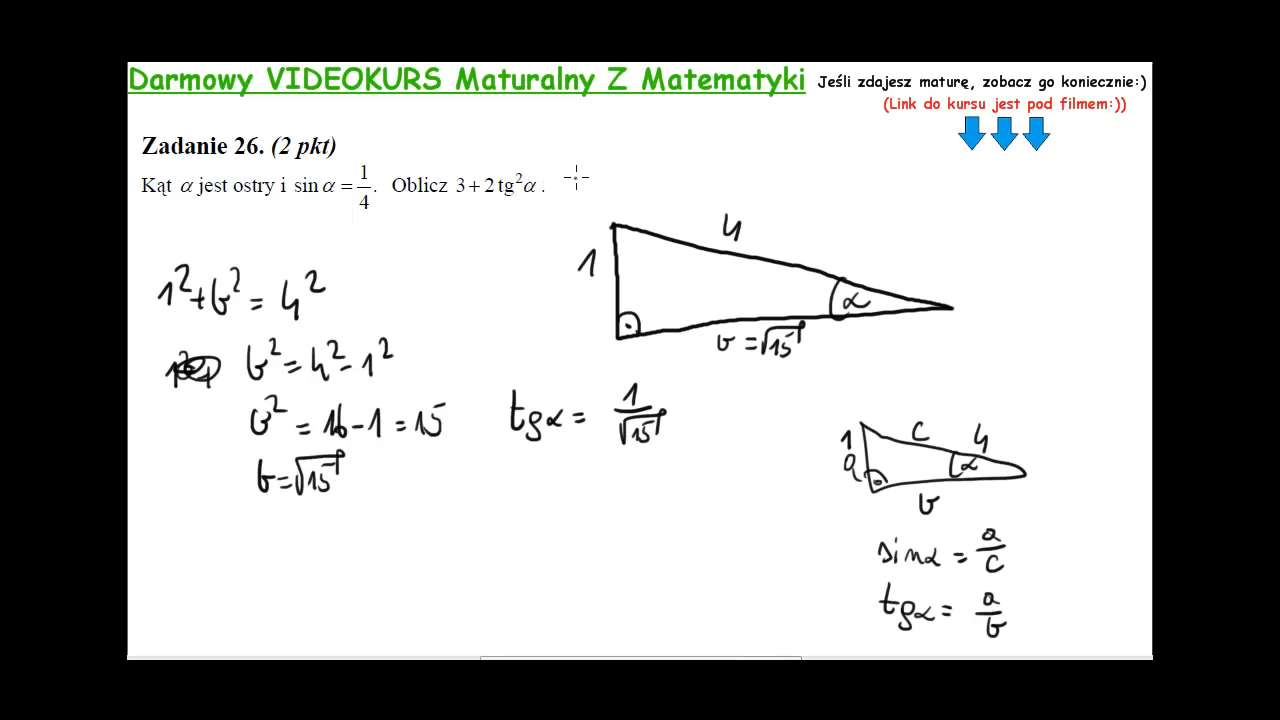 Darmowy VIDEOKURS Maturalny Z Matematyki
Jeśli zdajesz maturę, zobacz go koniecznie:)
(Link do kursu jest pod filmem:))
Zadanie 26. (2 pkt)
Kąt α jest ostry i sin α = 1/4. Oblicz 3 + 2 tg²α.
1² + b² = 4²
b² = 4² - 1²
b² = 16 - 1 = 15
b = √15
1
4
α
b = √15
tgα = 1/√15
1
a
c
4
α
b
sinα = a/c
tgα = a/b